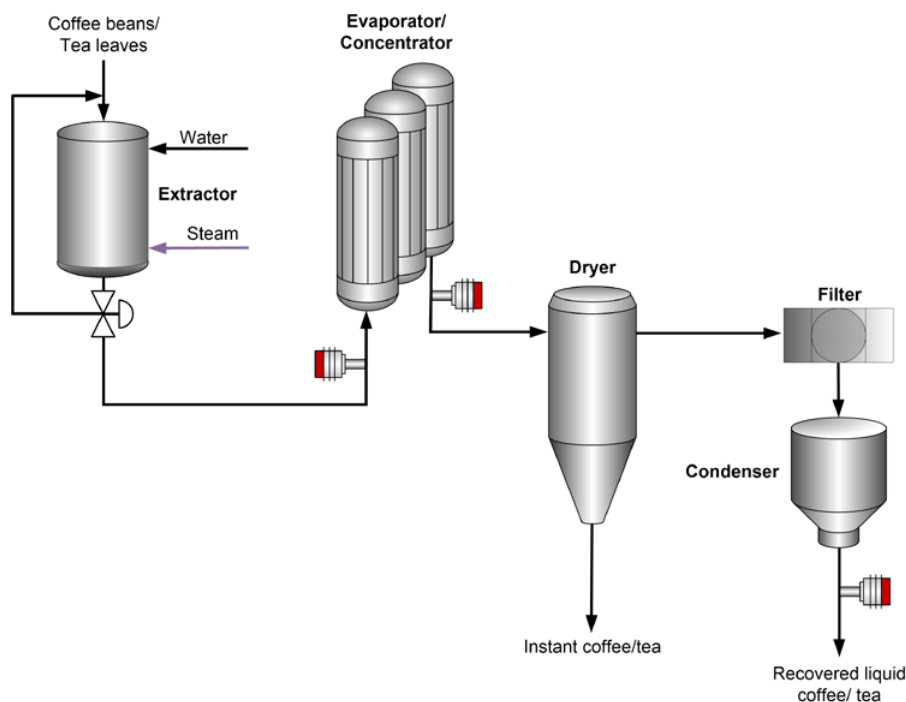 Coffee beans/
Tea leaves
Evaporator/
Concentrator
Water
Extractor
Steam
Dryer
Filter
Condenser
Instant coffee/tea
Recovered liquid
coffee/ tea